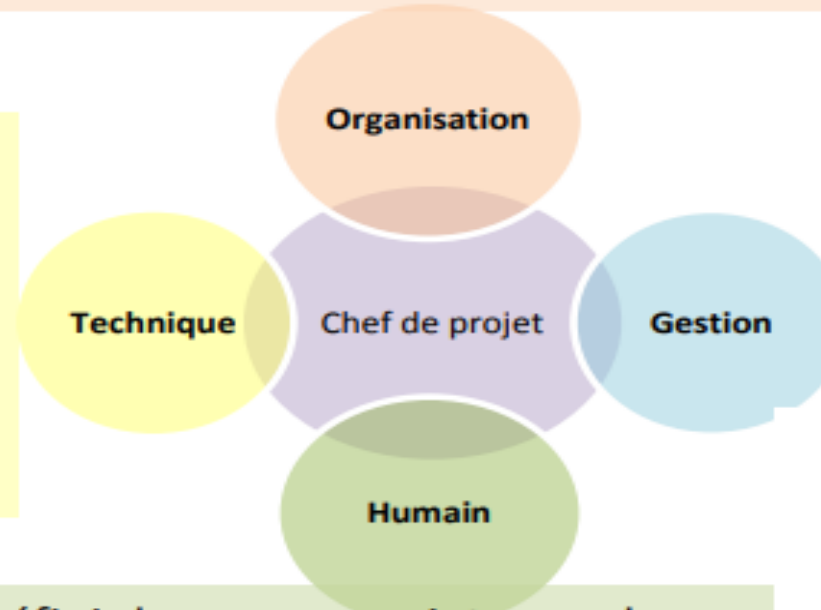 Organisation
Technique
Chef de projet
Gestion
Humain